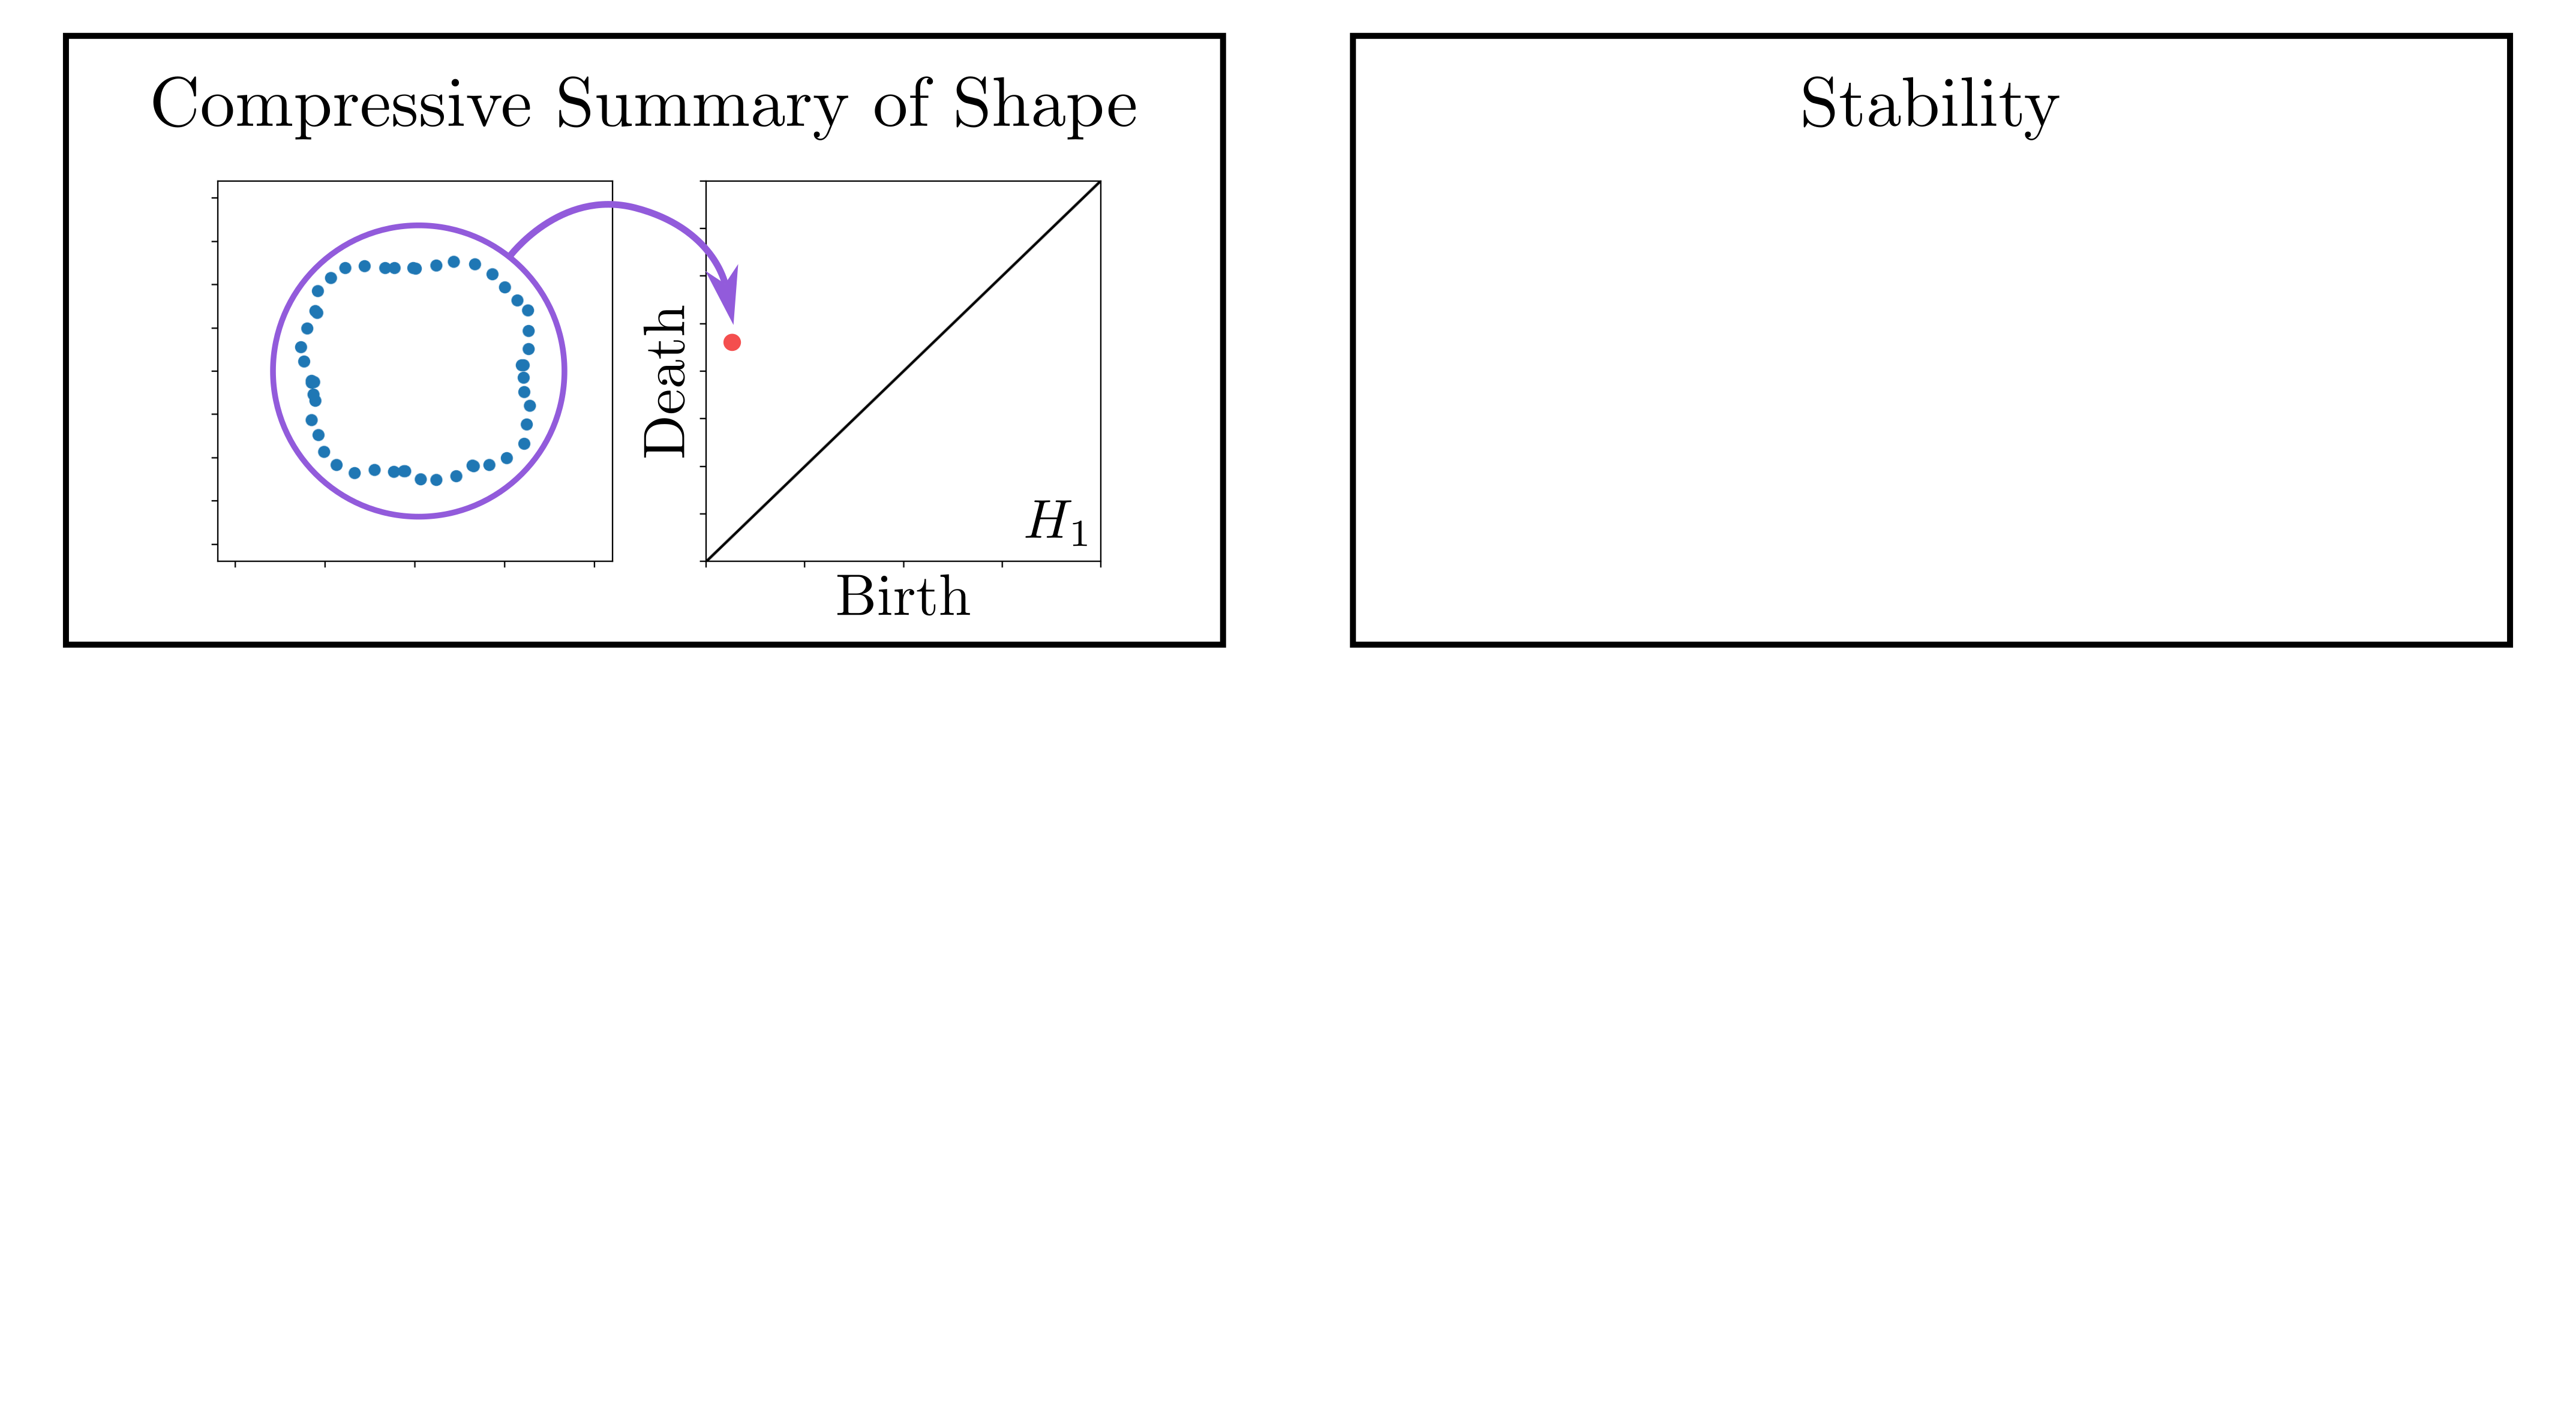 Compressive Summary of Shape
Death
H₁
Birth
Stability